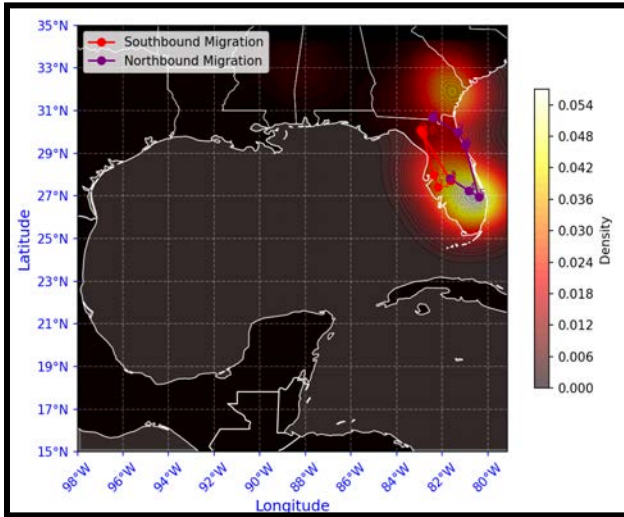 35°N
33°N
31°N
29°N
27°N
25°N
23°N
21°N
19°N
17°N
15°N
Latitude
Southbound Migration
Northbound Migration
98°W
96°W
94°W
92°W
90°W
88°W
86°W
84°W
82°W
80°W
Longitude
0.054
0.048
0.042
0.036
0.030
0.024
0.018
0.012
0.006
0.000
Density